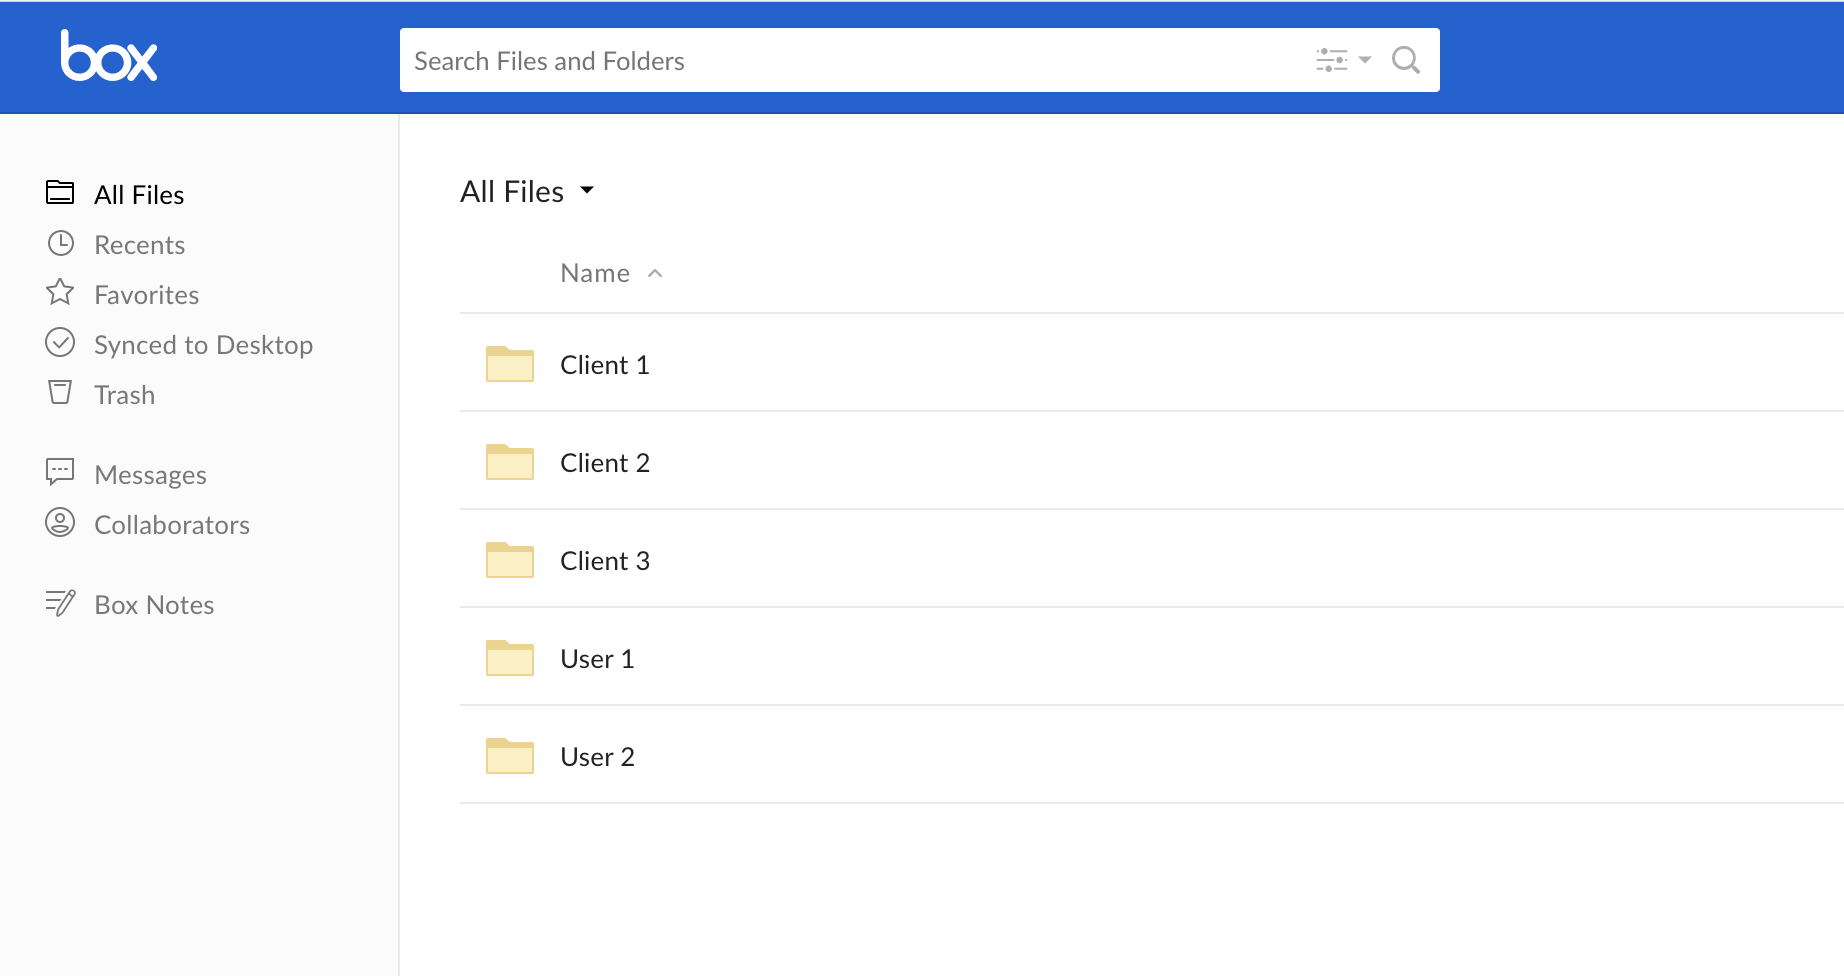 box
Search Files and Folders
All Files
Recents
Favorites
Synced to Desktop
Trash
Messages
Collaborators
Box Notes
All Files
Name
Client 1
Client 2
Client 3
User 1
User 2